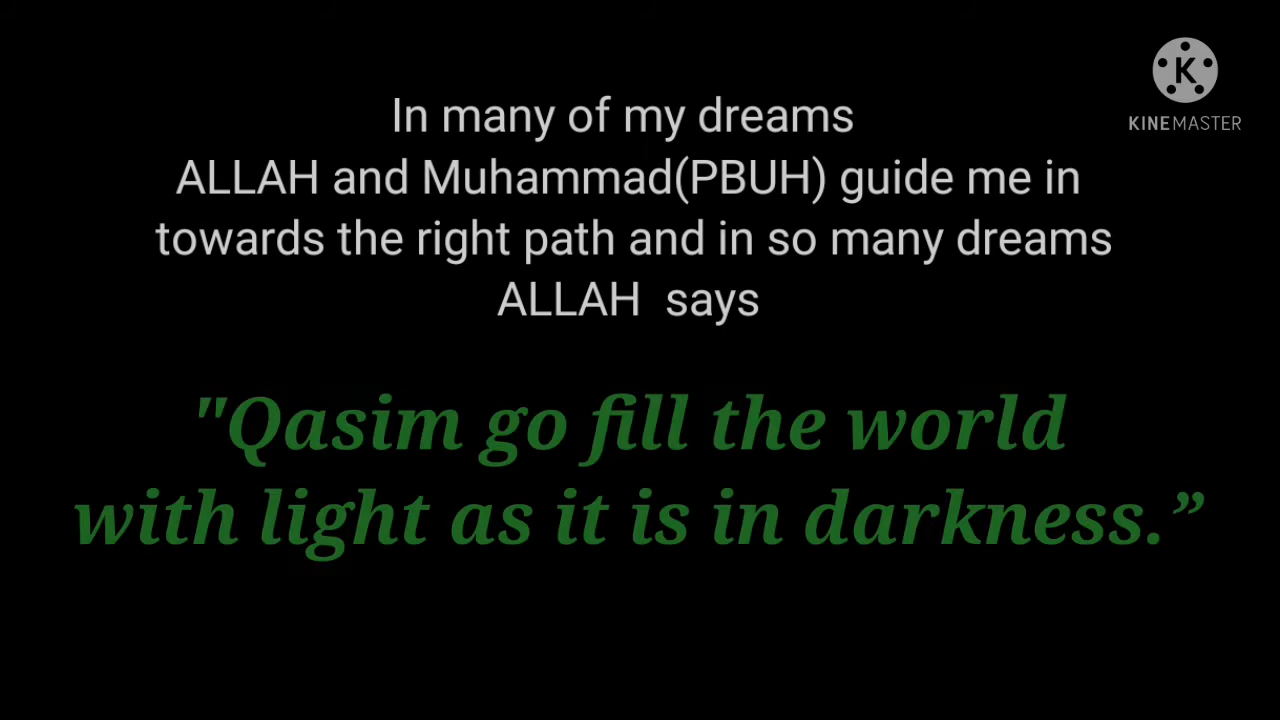 In many of my dreams
ALLAH and Muhammad(PBUH) guide me in
towards the right path and in so many dreams
ALLAH  says
"Qasim go fill the world
with light as it is in darkness.”
K
KINEMASTER